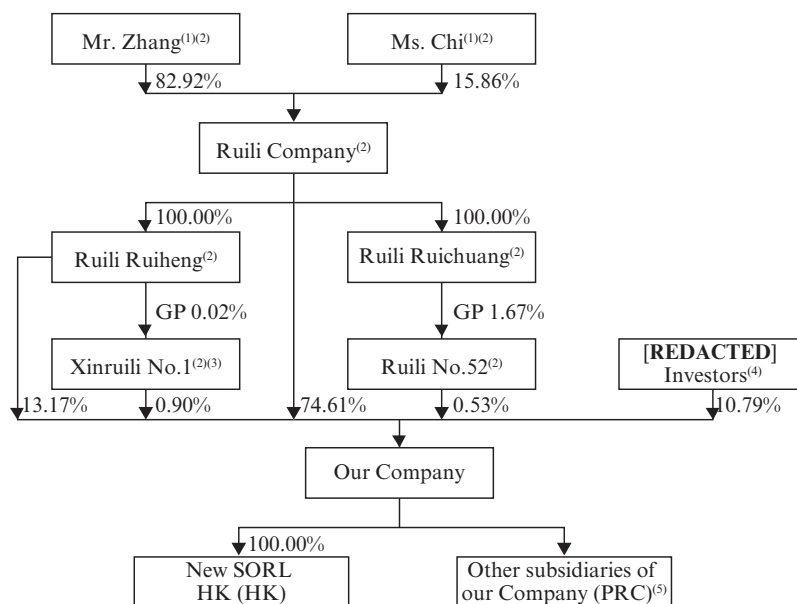 Mr. Zhang(1)(2)
Ms. Chi(1)(2)
82.92%
15.86%
Ruili Company(2)
100.00%
100.00%
Ruili Ruiheng(2)
Ruili Ruichuang(2)
GP 0.02%
GP 1.67%
Xinruili No.1(2)(3)
Ruili No.52(2)
[REDACTED]
Investors(4)
13.17%
0.90%
74.61%
0.53%
10.79%
Our Company
100.00%
New SORL
HK (HK)
Other subsidiaries of
our Company (PRC)(5)